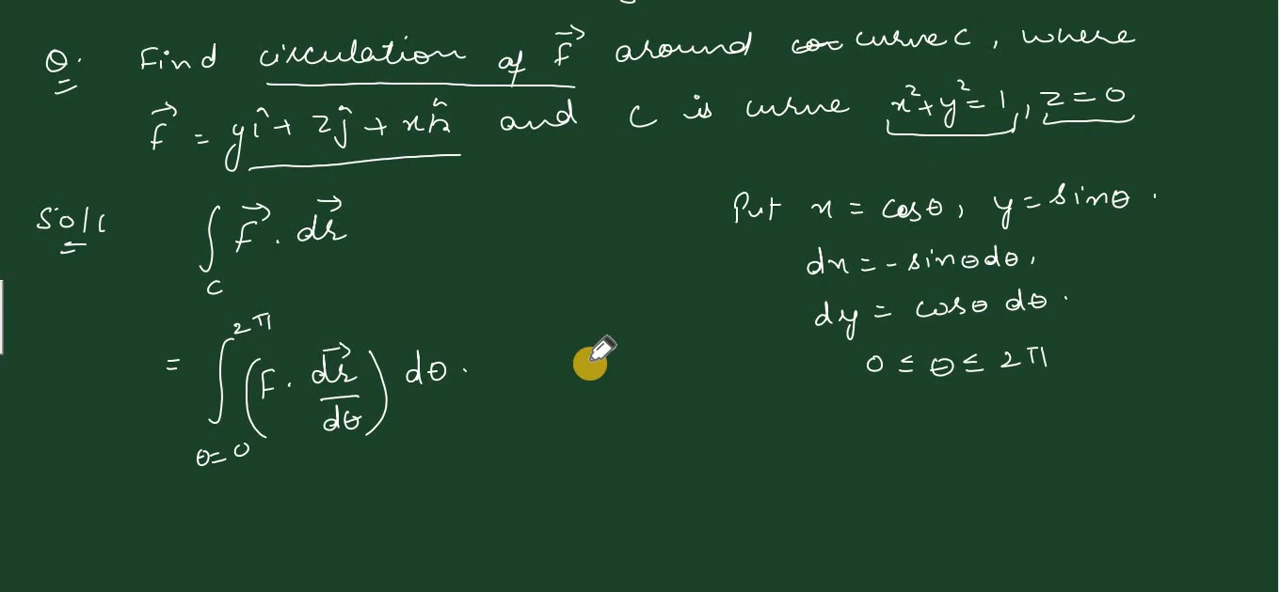 Q. Find circulation of f⃗ around curve c, where
f⃗ = yî + zĵ + xk̂ and C is curve x²+y²=1, z=0
Solⁿ ∫_C F⃗ . dr⃗
Put x = cosθ, y = sinθ.
dx = - sinθ dθ,
dy = cosθ dθ.
0 ≤ θ ≤ 2π
= ∫_{θ=0}^{2π} (F . dr⃗/dθ) dθ.